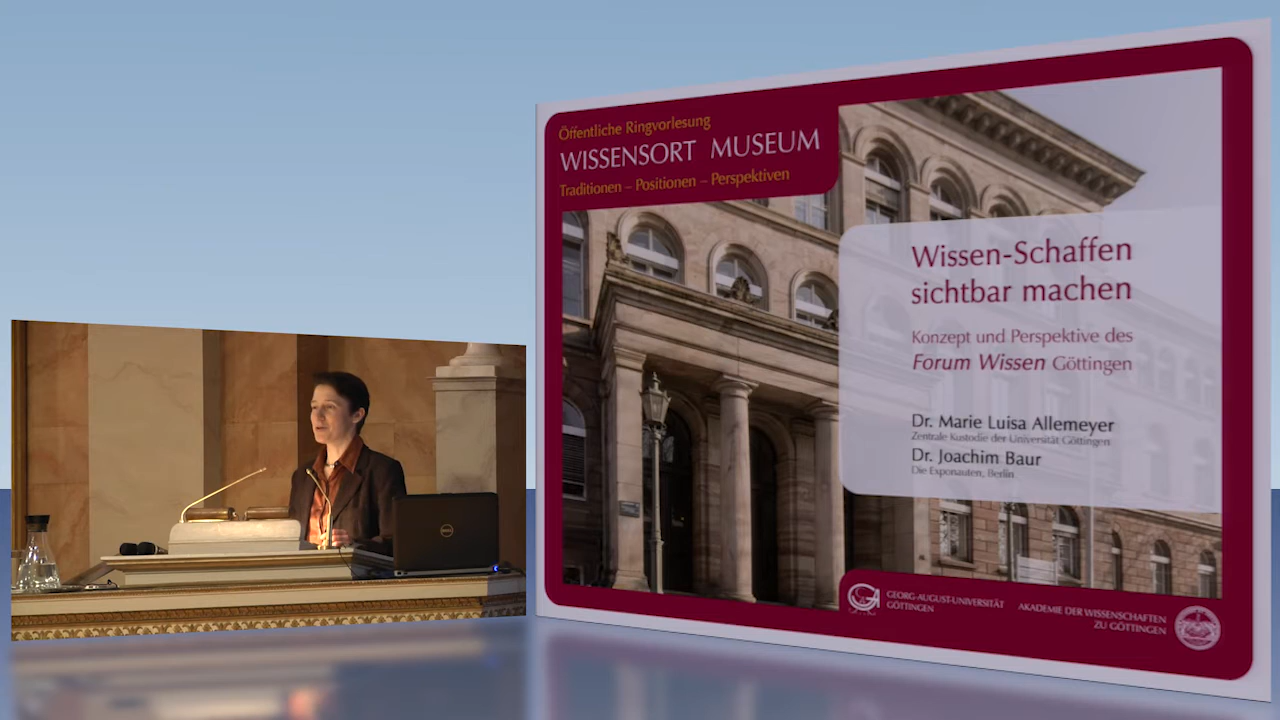 Öffentliche Ringvorlesung
WISSENSORT MUSEUM
Traditionen – Positionen – Perspektiven
Wissen-Schaffen
sichtbar machen
Konzept und Perspektive des
Forum Wissen Göttingen
Dr. Marie Luisa Allemeyer
Zentrale Kustodie der Universität Göttingen
Dr. Joachim Baur
Die Exponauten, Berlin
GEORG-AUGUST-UNIVERSITÄT
GÖTTINGEN
AKADEMIE DER WISSENSCHAFTEN
ZU GÖTTINGEN
DELL